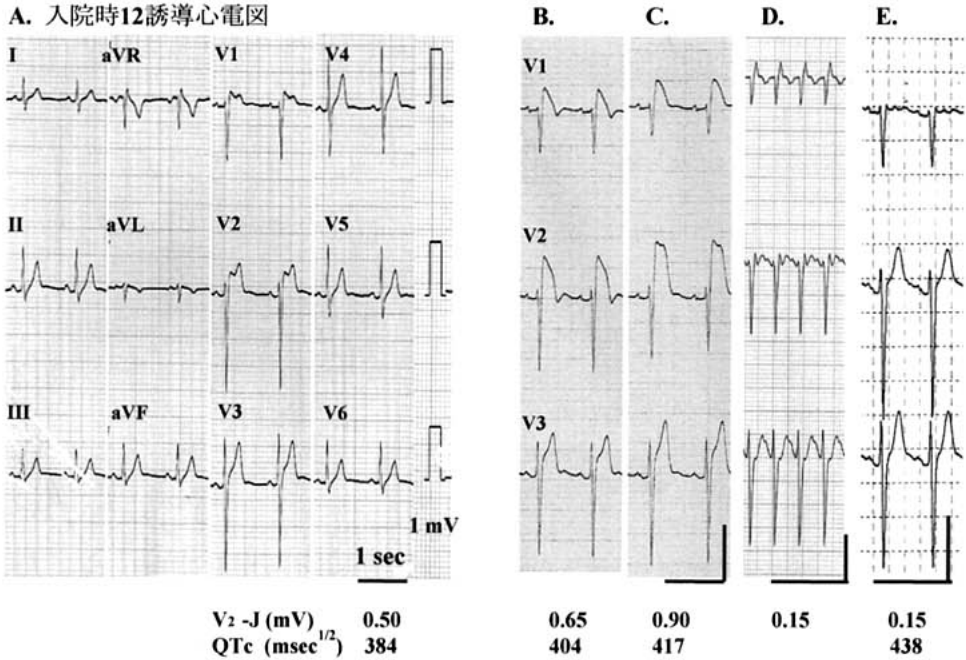 A. 入院時12誘導心電図
B. C. D. E.
I aVR V1 V4
V1
II aVL V2 V5
V2
III aVF V3 V6
V3
1 mV
1 sec
V2 -J (mV) 0.50 0.65 0.90 0.15 0.15
QTc (msec1/2) 384 404 417 438